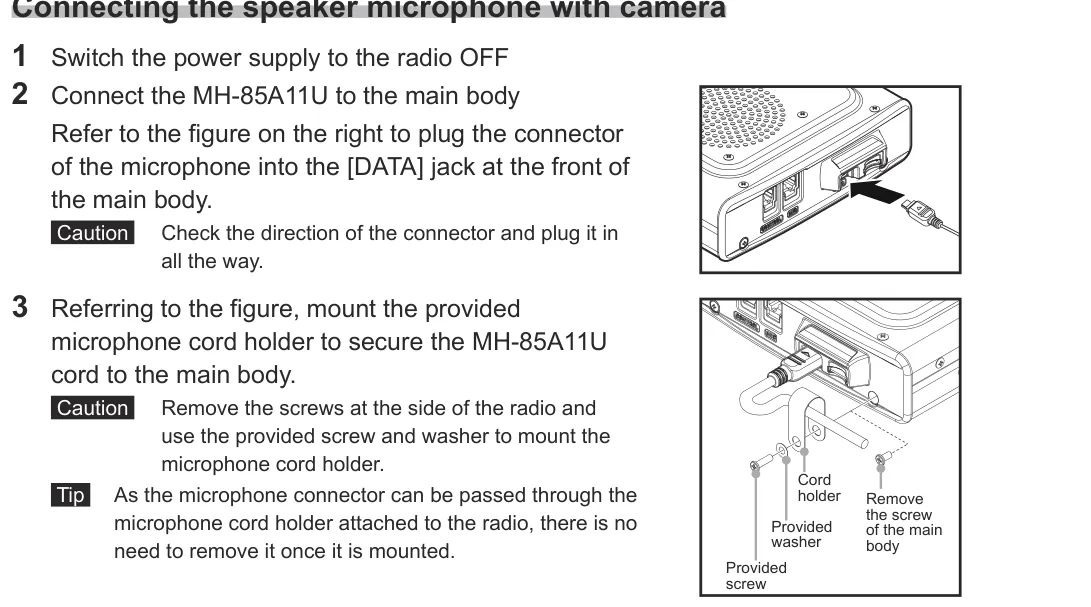 Connecting the speaker microphone with camera
1 Switch the power supply to the radio OFF
2 Connect the MH-85A11U to the main body
Refer to the figure on the right to plug the connector
of the microphone into the [DATA] jack at the front of
the main body.
Caution Check the direction of the connector and plug it in
all the way.
3 Referring to the figure, mount the provided
microphone cord holder to secure the MH-85A11U
cord to the main body.
Caution Remove the screws at the side of the radio and
use the provided screw and washer to mount the
microphone cord holder.
Tip As the microphone connector can be passed through the
microphone cord holder attached to the radio, there is no
need to remove it once it is mounted.
Cord
holder
Remove
the screw
of the main
body
Provided
washer
Provided
screw